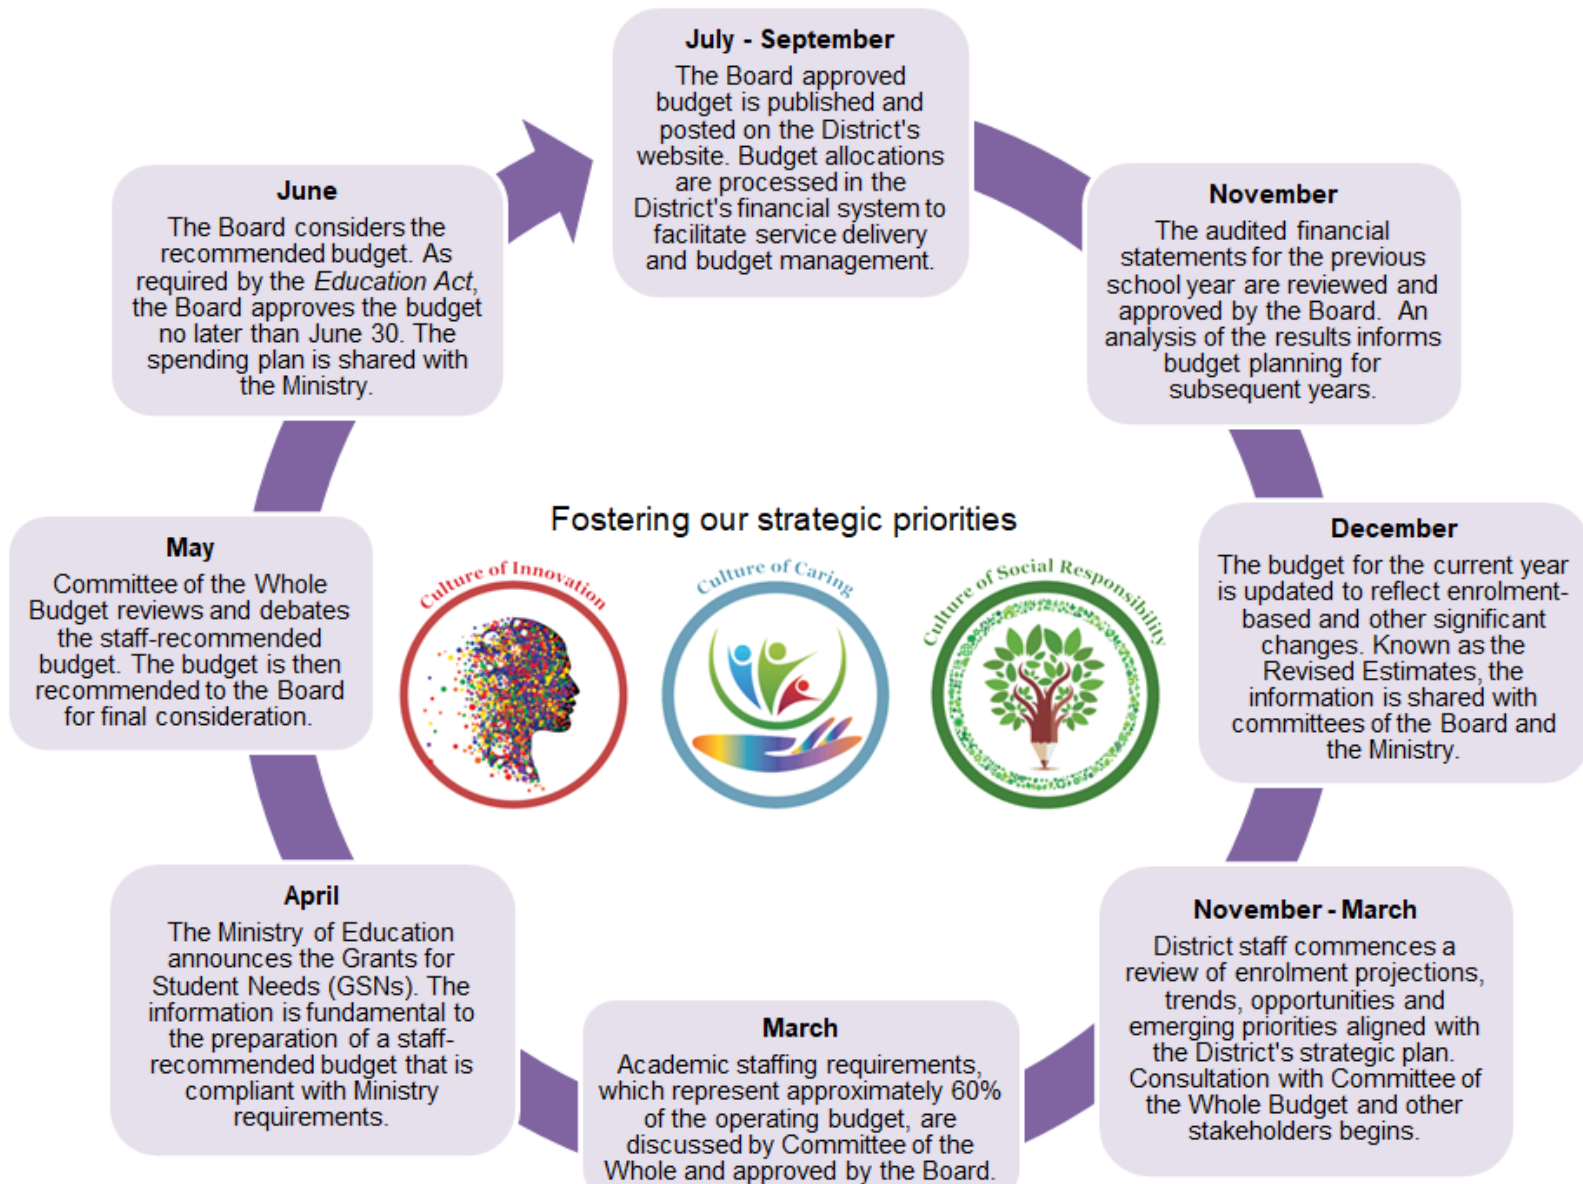 July - September
The Board approved
budget is published and
posted on the District's
website. Budget allocations
are processed in the
District's financial system to
facilitate service delivery
and budget management.
November
The audited financial
statements for the previous
school year are reviewed and
approved by the Board.  An
analysis of the results informs
budget planning for
subsequent years.
December
The budget for the current year
is updated to reflect enrolment-
based and other significant
changes. Known as the
Revised Estimates, the
information is shared with
committees of the Board and
the Ministry.
November - March
District staff commences a
review of enrolment projections,
trends, opportunities and
emerging priorities aligned with
the District's strategic plan.
Consultation with Committee of
the Whole Budget and other
stakeholders begins.
March
Academic staffing requirements,
which represent approximately 60%
of the operating budget, are
discussed by Committee of the
Whole and approved by the Board.
April
The Ministry of Education
announces the Grants for
Student Needs (GSNs). The
information is fundamental to
the preparation of a staff-
recommended budget that is
compliant with Ministry
requirements.
May
Committee of the Whole
Budget reviews and debates
the staff-recommended
budget. The budget is then
recommended to the Board
for final consideration.
June
The Board considers the
recommended budget. As
required by the Education Act,
the Board approves the budget
no later than June 30. The
spending plan is shared with
the Ministry.
Fostering our strategic priorities
Culture of Innovation
Culture of Caring
Culture of Social Responsibility